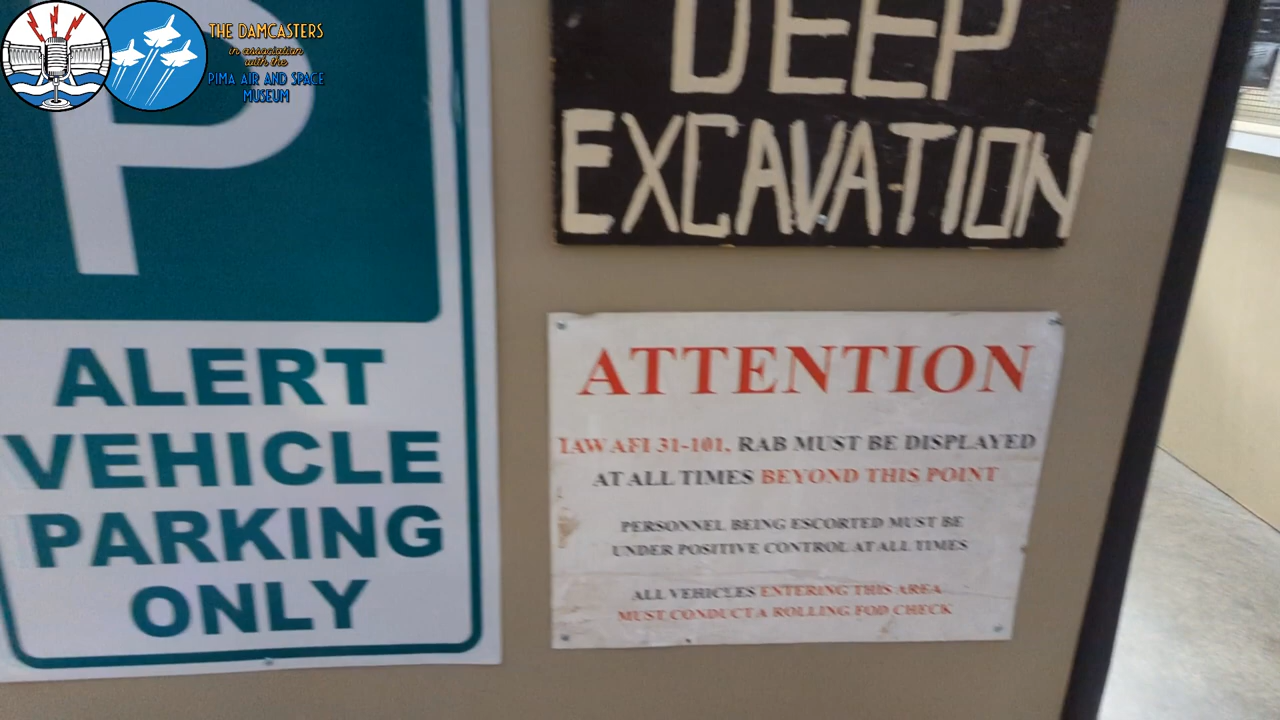 THE DAMCASTERS
in association
with the
PIMA AIR AND SPACE
MUSEUM
P
ALERT
VEHICLE
PARKING
ONLY
DEEP
EXCAVATION
ATTENTION
IAW AFI 31-101, RAB MUST BE DISPLAYED
AT ALL TIMES BEYOND THIS POINT
PERSONNEL BEING ESCORTED MUST BE
UNDER POSITIVE CONTROL AT ALL TIMES
ALL VEHICLES ENTERING THIS AREA
MUST CONDUCT A ROLLING FOD CHECK